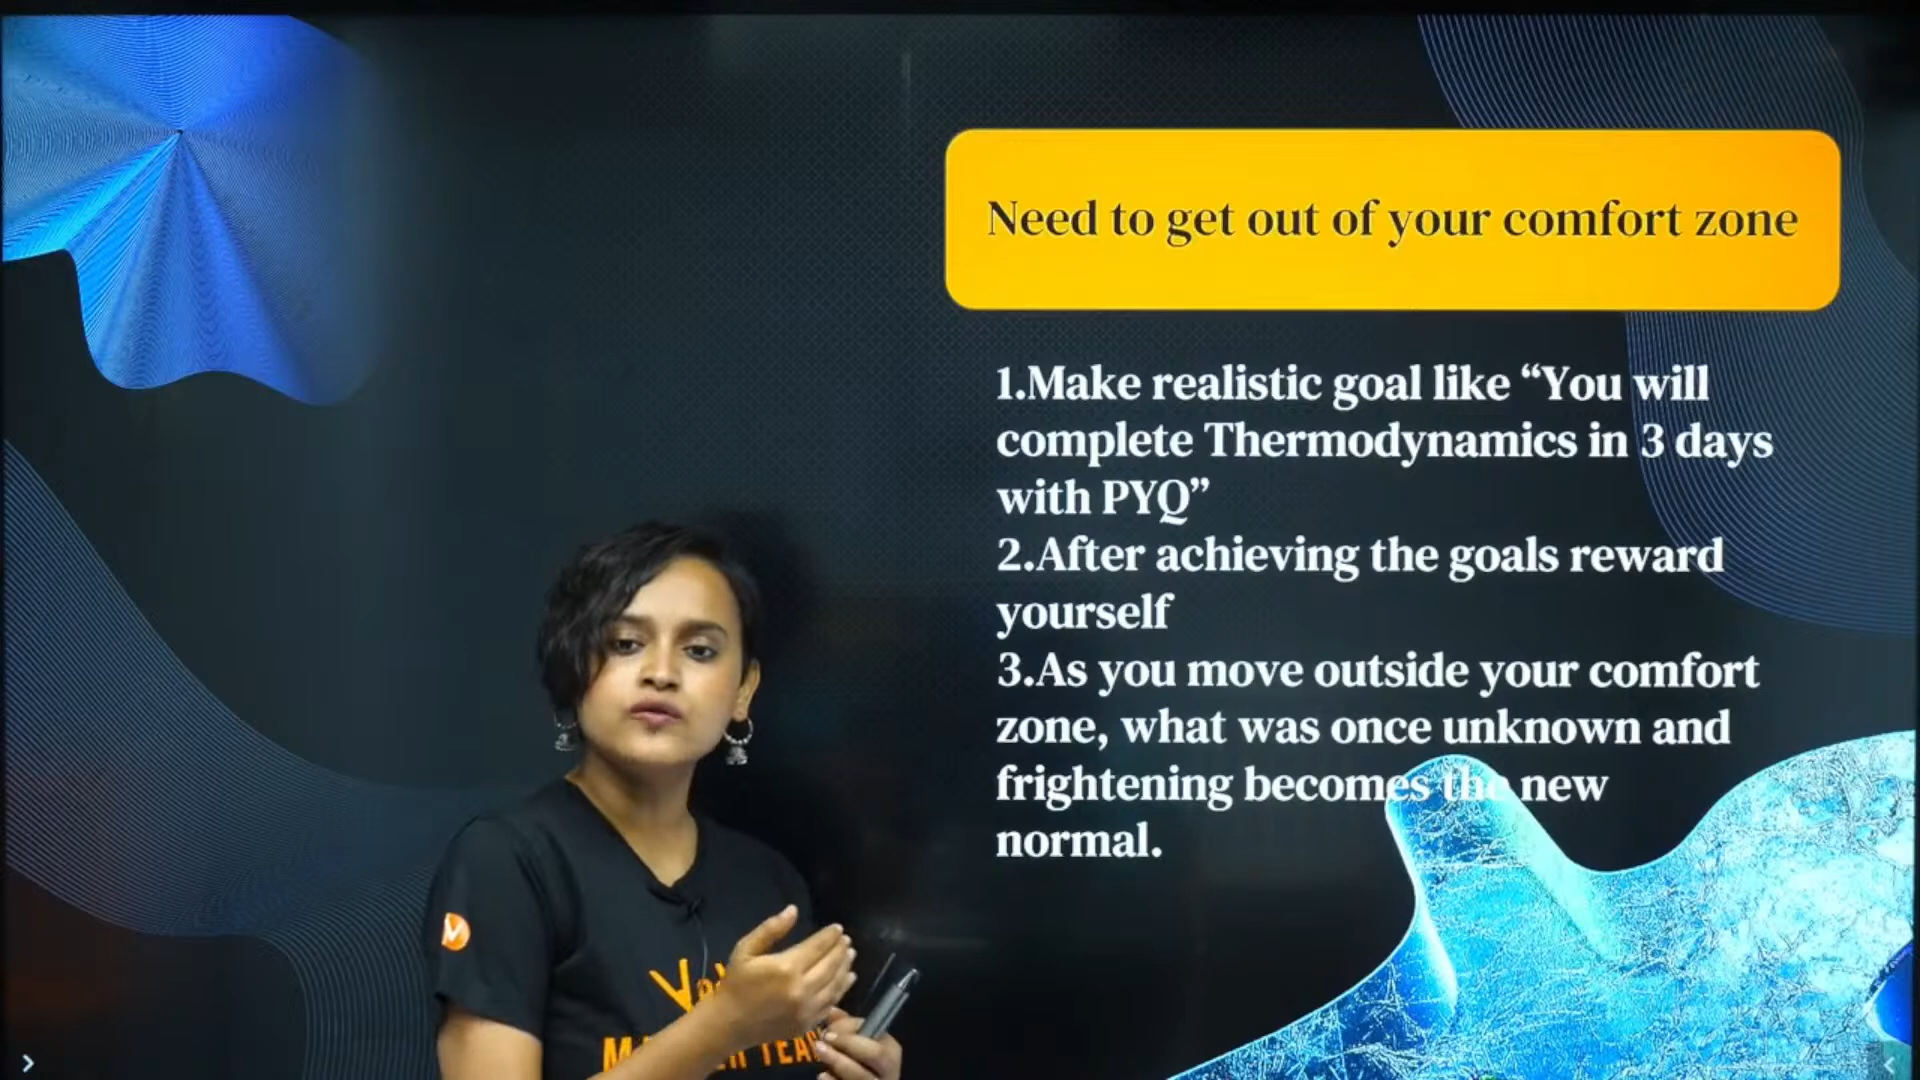 Need to get out of your comfort zone
1.Make realistic goal like “You will
complete Thermodynamics in 3 days
with PYQ”
2.After achieving the goals reward
yourself
3.As you move outside your comfort
zone, what was once unknown and
frightening becomes the new
normal.